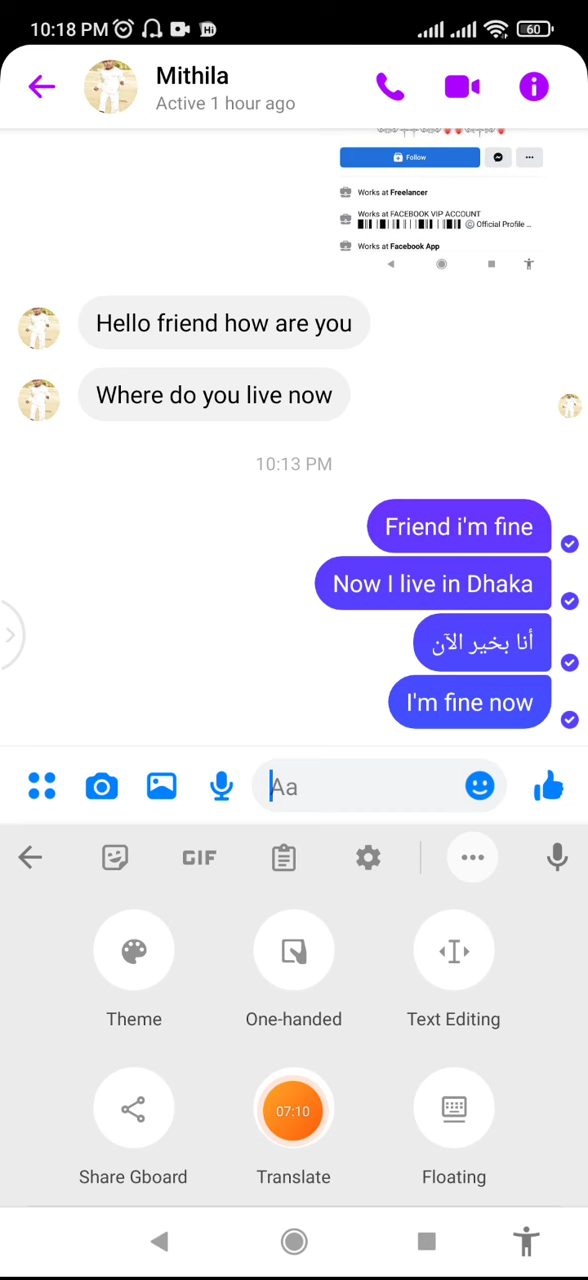 10:18 PM
Hi
60
Mithila
Active 1 hour ago
Follow
Works at Freelancer
Works at FACEBOOK VIP ACCOUNT
© Official Profile ...
Works at Facebook App
Hello friend how are you
Where do you live now
10:13 PM
Friend i'm fine
Now I live in Dhaka
أنا بخير الآن
I'm fine now
Aa
GIF
Theme
One-handed
Text Editing
07:10
Share Gboard
Translate
Floating